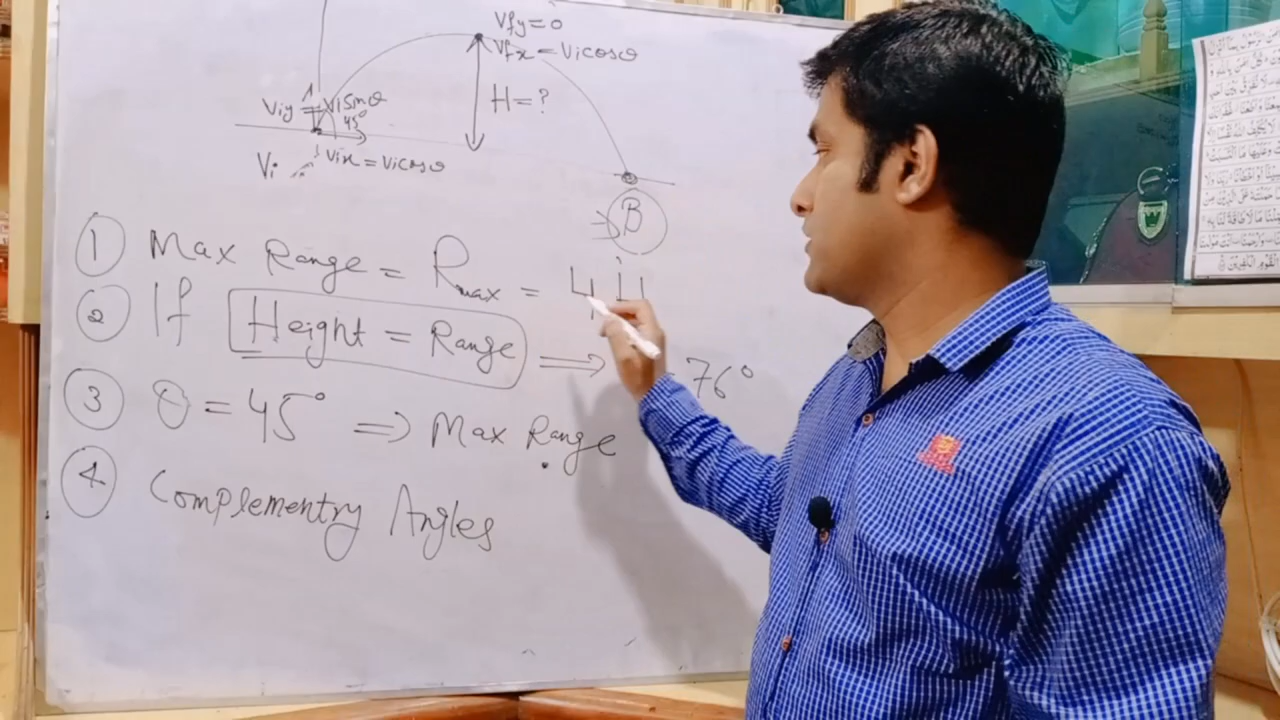 Vfy = 0
Vfx = Vicosθ
Viy = ViSinθ
45°
H = ?
Vix = Vicosθ
Vi
B
① Max Range = Rmax = 4H
② If Height = Range ⇒ 76°
③ θ = 45° ⇒ Max Range
④ Complementry Angles